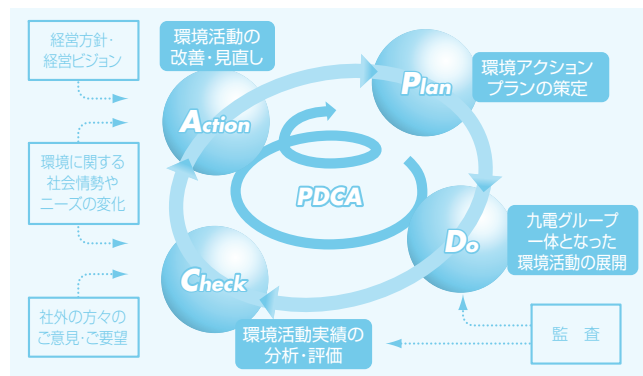 経営方針・
経営ビジョン
環境に関する
社会情勢や
ニーズの変化
社外の方々の
ご意見・ご要望
環境活動の
改善・見直し
Action
Plan
環境アクション
プランの策定
PDCA
Do
九電グループ
一体となった
環境活動の展開
Check
環境活動実績の
分析・評価
監 査